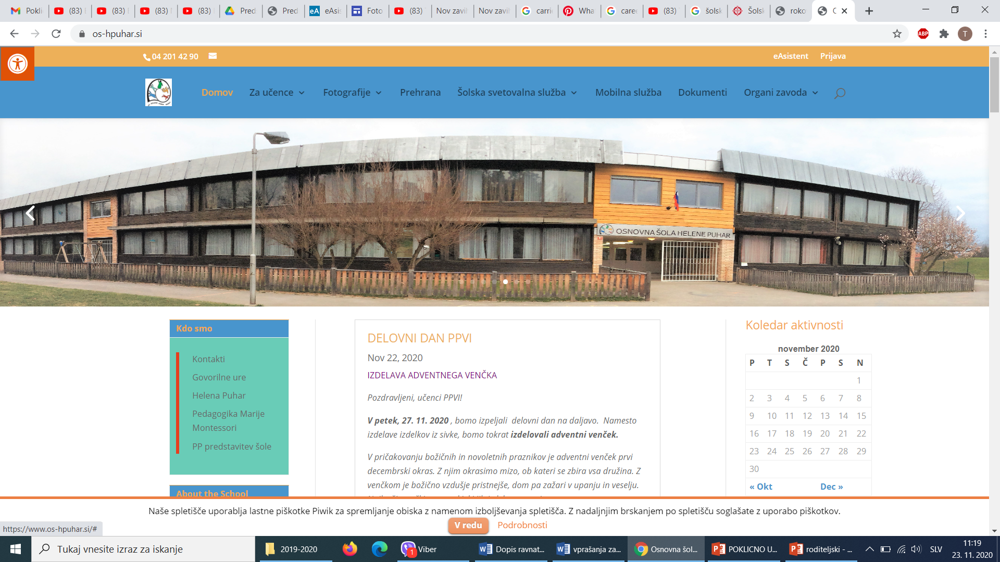 Pokli
(83)
(83)
(83)
(83)
Pred
Pred
eAsis
Foto
(83)
Nov zavih
Nov zavih
carri
Wha
caree
(83)
šolsk
Šolsk
roko
os-hpuhar.si
ABP
T
04 201 42 90
eAsistent
Prijava
Domov
Za učence
Fotografije
Prehrana
Šolska svetovalna služba
Mobilna služba
Dokumenti
Organi zavoda
OSNOVNA ŠOLA HELENE PUHAR
Kdo smo
Kontakti
Govorilne ure
Helena Puhar
Pedagogika Marije
Montessori
PP predstavitev šole
About the School
DELOVNI DAN PPVI
Nov 22, 2020
IZDELAVA ADVENTNEGA VENČKA
Pozdravljeni, učenci PPVI!
V petek, 27. 11. 2020 , bomo izpeljali delovni dan na daljavo. Namesto
izdelave izdelkov iz sivke, bomo tokrat izdelovali adventni venček.
V pričakovanju božičnih in novoletnih praznikov je adventni venček prvi
decembrski okras. Z njim okrasimo mizo, ob kateri se zbira vsa družina. Z
venčkom je božično vzdušje pristnejše, dom pa zažari v upanju in veselju.
Koledar aktivnosti
november 2020
P T S Č P S N
1
2 3 4 5 6 7 8
9 10 11 12 13 14 15
16 17 18 19 20 21 22
23 24 25 26 27 28 29
30
« Okt Dec »
Naše spletišče uporablja lastne piškotke Piwik za spremljanje obiska z namenom izboljševanja spletišča. Z nadaljnjim brskanjem po spletišču soglašate z uporabo piškotkov.
V redu Podrobnosti
https://www.os-hpuhar.si/#
Tukaj vnesite izraz za iskanje
2019-2020
1
Viber
Dopis ravnat...
vprašanja za...
Osnovna šol...
POKLICNO U...
roditeljski - ...
SLV
11:19
23. 11. 2020